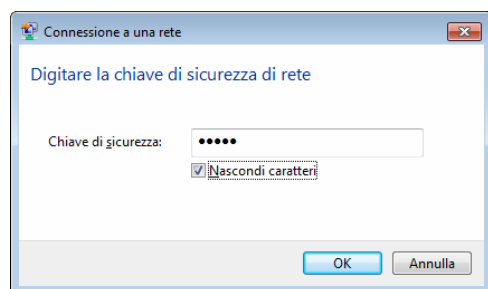 Connessione a una rete
Digitare la chiave di sicurezza di rete
Chiave di sicurezza: •••••
Nascondi caratteri
OK Annulla